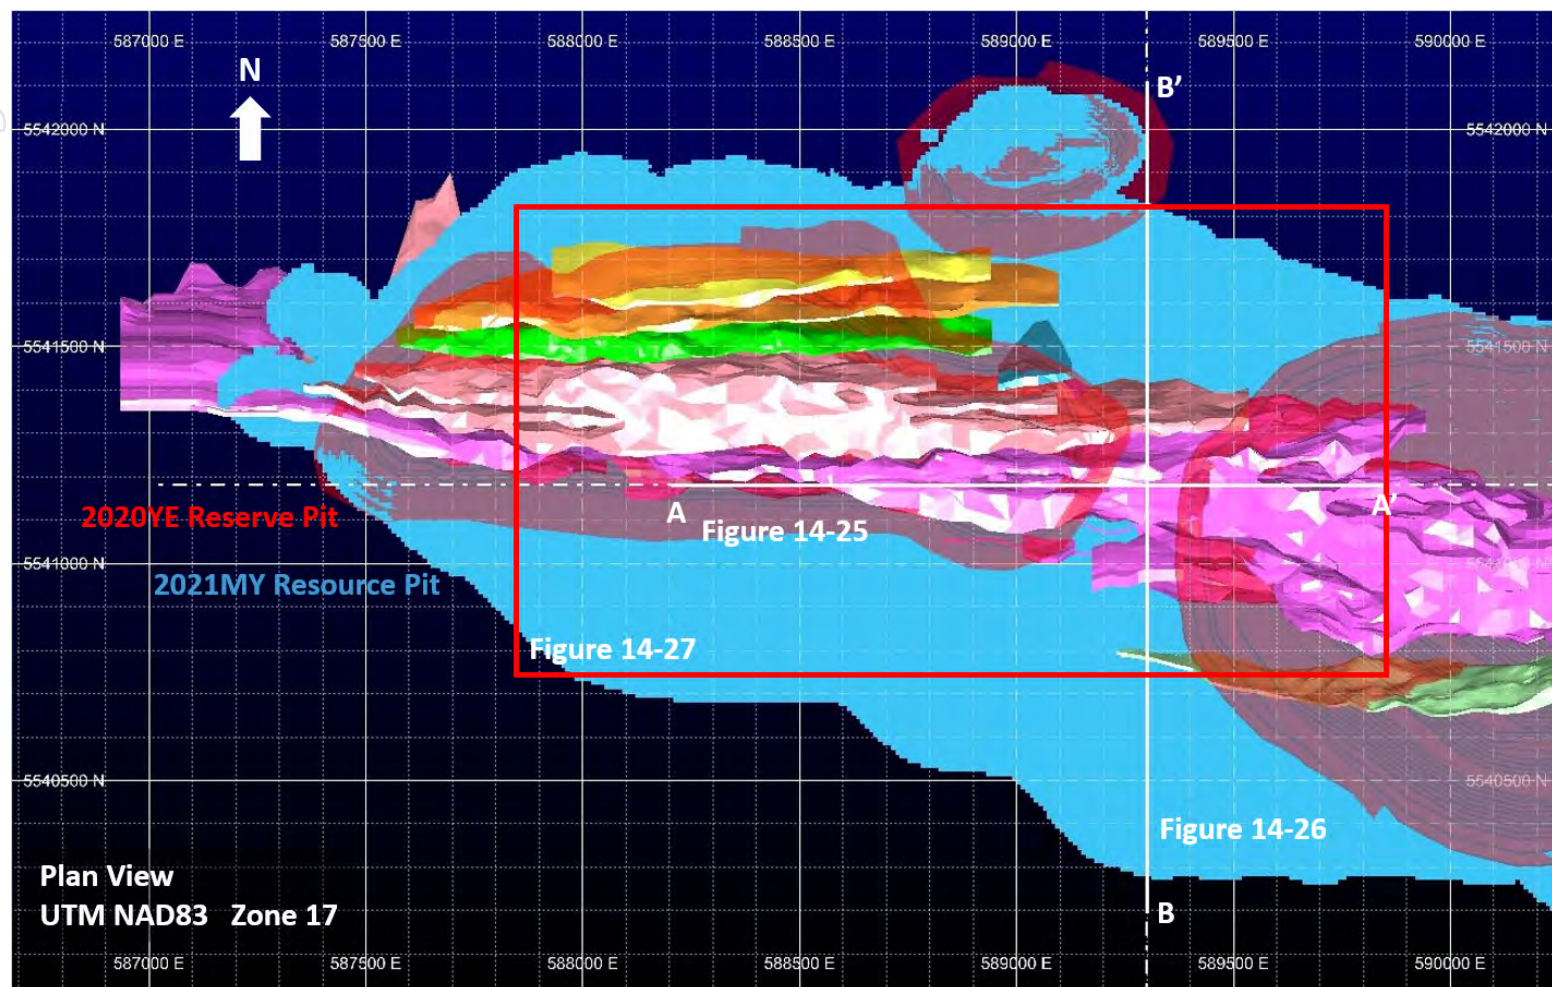 587000 E 587500 E 588000 E 588500 E 589000 E 589500 E 590000 E
N
B’
5542000 N 5542000 N
5541500 N 5541500 N
A A’
2020YE Reserve Pit
Figure 14-25
5541000 N
2021MY Resource Pit
Figure 14-27
5540500 N 5540500 N
Figure 14-26
Plan View
UTM NAD83 Zone 17
B
587000 E 587500 E 588000 E 588500 E 589000 E 589500 E 590000 E